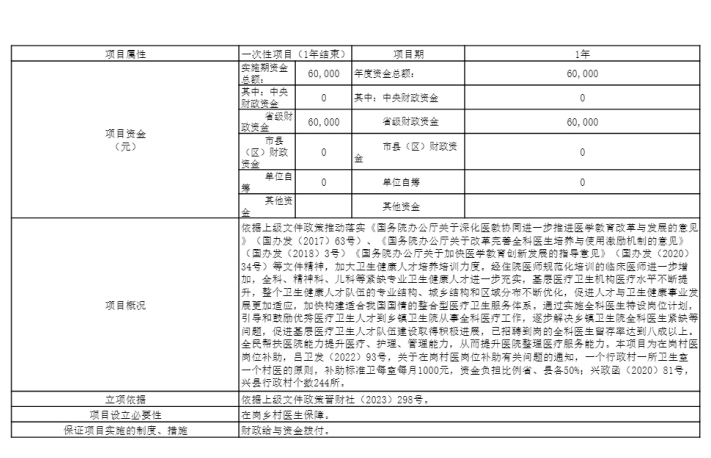 项目属性 一次性项目（1年结束） 项目期 1年
实施期资金 60,000 年度资金总额： 60,000
总额：
其中：中央 0 其中：中央财政资金 0
财政资金
项目资金
（元）
省级财 60,000 省级财政资金 60,000
政资金
市县 0 市县（区）财政资 0
（区）财政 金
资金
单位自 0 单位自筹 0
筹
其他资 其他资金
金
项目概况
依据上级文件政策推动落实《国务院办公厅关于深化医教协同进一步推进医学教育改革与发展的意见
》（国办发（2017）63号）、《国务院办公厅关于改革完善全科医生培养与使用激励机制的意见》
（国办发（2018）3号）《国务院办公厅关于加快医学教育创新发展的指导意见》（国办发（2020）
34号）等文件精神，加大卫生健康人才培养培训力度，经住院医师规范化培训的临床医师进一步增
加，全科、精神科、儿科等紧缺专业卫生健康人才进一步充实，基层医疗卫生机构医疗水平不断提
升，整个卫生健康人才队伍的专业结构、城乡结构和区域分布不断优化，促进人才与卫生健康事业发
展更加适应，加快构建适合我国国情的整合型医疗卫生服务体系，通过实施全科医生特设岗位计划，
引导和鼓励优秀医疗卫生人才到乡镇卫生院从事全科医疗工作，逐步解决乡镇卫生院全科医生紧缺等
问题，促进基层医疗卫生人才队伍建设取得积极进展，已招聘到岗的全科医生留存率达到八成以上。
全民帮扶医院能力提升医疗、护理、管理能力，从而提升医院整理医疗服务能力。本项目为在岗村医
岗位补助，吕卫发（2022）93号，关于在岗村医岗位补助有关问题的通知，一个行政村一所卫生室
一个村医的原则，补助标准卫每室每月1000元，资金负担比例省、县各50%；兴政函（2020）81号，
兴县行政村个数244所。
立项依据 依据上级文件政策晋财社（2023）298号。
项目设立必要性 在岗乡村医生保障。
保证项目实施的制度、措施 财政给与资金拨付。